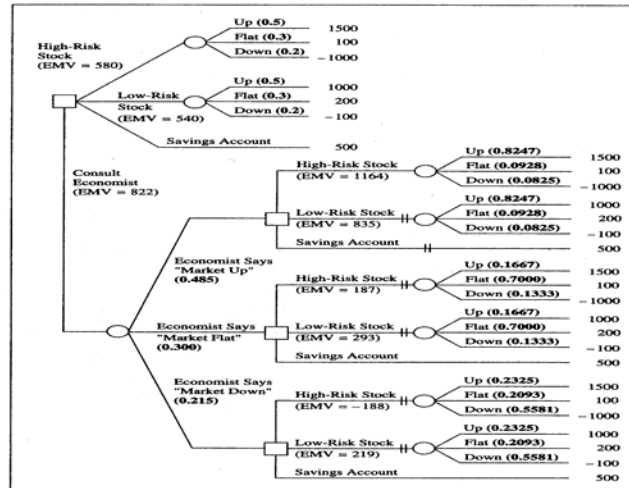 High-Risk
Stock
(EMV = 580)
Up (0.5) 1500
Flat (0.3) 100
Down (0.2) -1000
Low-Risk
Stock
(EMV = 540)
Up (0.5) 1000
Flat (0.3) 200
Down (0.2) -100
Savings Account 500
Consult
Economist
(EMV = 822)
Economist Says
"Market Up"
(0.485)
High-Risk Stock
(EMV = 1164)
Up (0.8247) 1500
Flat (0.0928) 100
Down (0.0825) -1000
Low-Risk Stock
(EMV = 835)
Up (0.8247) 1000
Flat (0.0928) 200
Down (0.0825) -100
Savings Account 500
Economist Says
"Market Flat"
(0.300)
High-Risk Stock
(EMV = 187)
Up (0.1667) 1500
Flat (0.7000) 100
Down (0.1333) -1000
Low-Risk Stock
(EMV = 293)
Up (0.1667) 1000
Flat (0.7000) 200
Down (0.1333) -100
Savings Account 500
Economist Says
"Market Down"
(0.215)
High-Risk Stock
(EMV = -188)
Up (0.2325) 1500
Flat (0.2093) 100
Down (0.5581) -1000
Low-Risk Stock
(EMV = 219)
Up (0.2325) 1000
Flat (0.2093) 200
Down (0.5581) -100
Savings Account 500